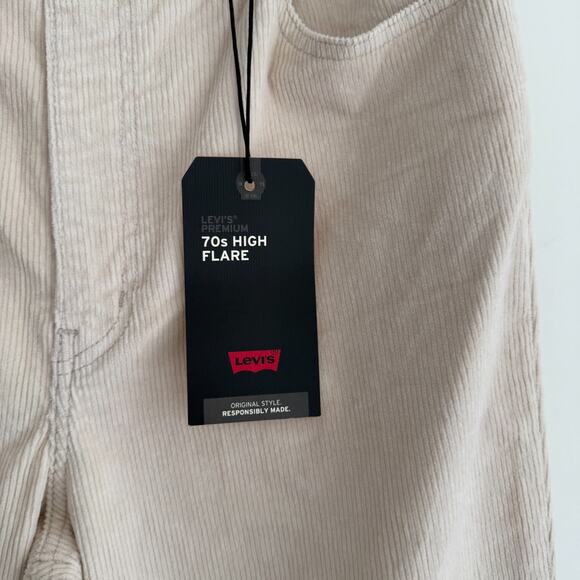 LEVI'S®
PREMIUM
70s HIGH
FLARE
LEVI'S
ORIGINAL STYLE.
RESPONSIBLY MADE.